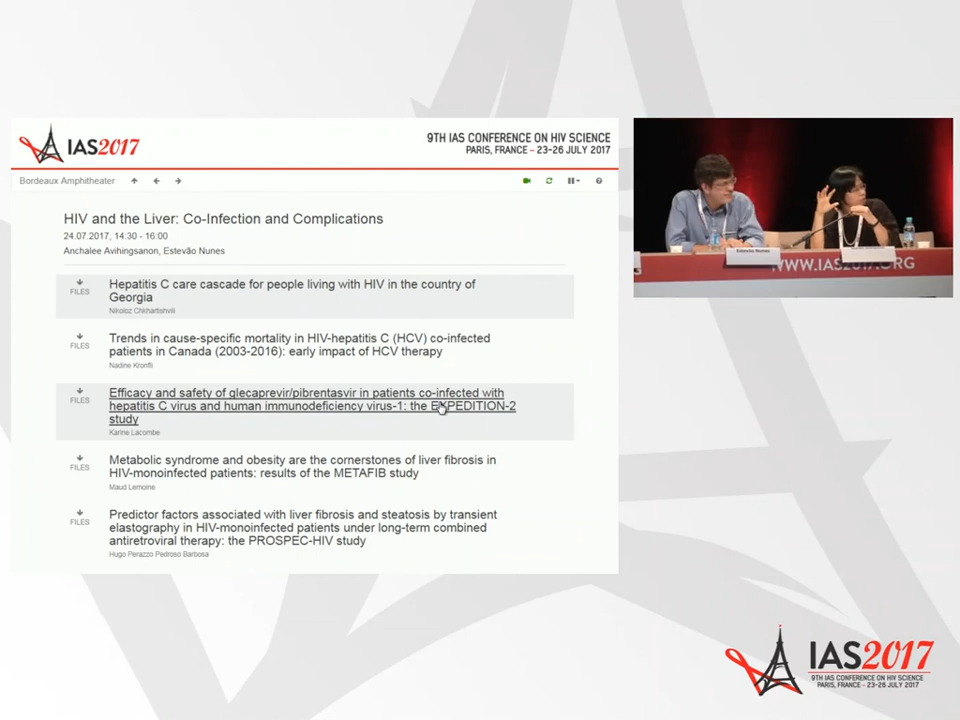 IAS2017
9TH IAS CONFERENCE ON HIV SCIENCE
PARIS, FRANCE – 23-26 JULY 2017
Bordeaux Amphitheater
HIV and the Liver: Co-Infection and Complications
24.07.2017, 14:30 - 16:00
Anchalee Avihingsanon, Estevão Nunes
FILES
Hepatitis C care cascade for people living with HIV in the country of
Georgia
Nikoloz Chkhartishvili
FILES
Trends in cause-specific mortality in HIV-hepatitis C (HCV) co-infected
patients in Canada (2003-2016): early impact of HCV therapy
Nadine Kronfli
FILES
Efficacy and safety of glecaprevir/pibrentasvir in patients co-infected with
hepatitis C virus and human immunodeficiency virus-1: the EXPEDITION-2
study
Karine Lacombe
FILES
Metabolic syndrome and obesity are the cornerstones of liver fibrosis in
HIV-monoinfected patients: results of the METAFIB study
Maud Lemoine
FILES
Predictor factors associated with liver fibrosis and steatosis by transient
elastography in HIV-monoinfected patients under long-term combined
antiretroviral therapy: the PROSPEC-HIV study
Hugo Perazzo Pedroso Barbosa
Estevão Nunes
WWW.IAS2017.ORG
IAS2017
9TH IAS CONFERENCE ON HIV SCIENCE
PARIS, FRANCE – 23-26 JULY 2017